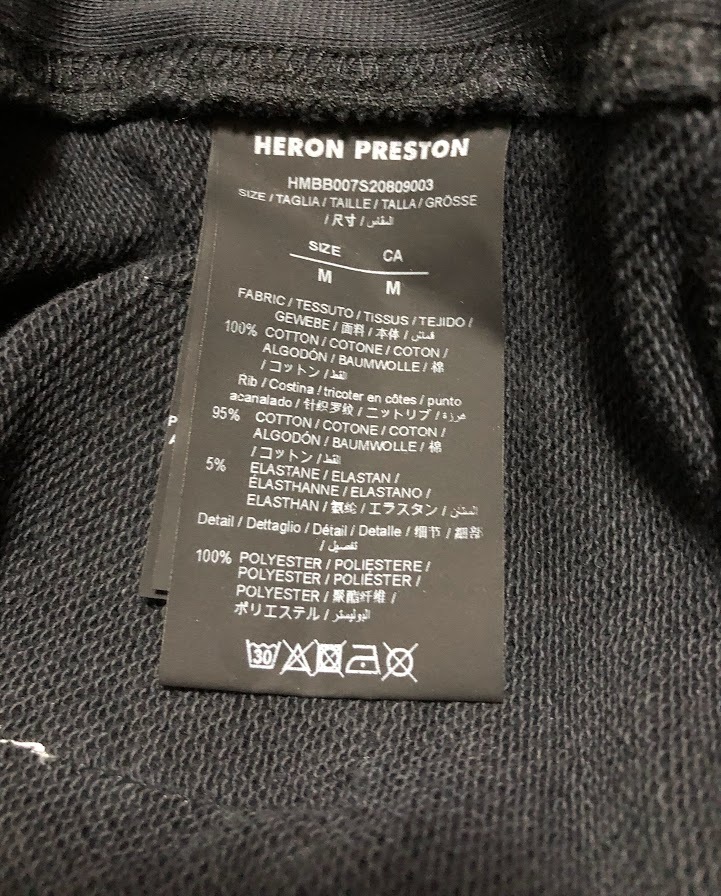 HERON PRESTON
HMBB007S20809003
SIZE / TAGLIA / TAILLE / TALLA / GRÖSSE
/ 尺寸 / المقاس
SIZE CA
M M
FABRIC / TESSUTO / TISSUS / TEJIDO /
GEWEBE / 面料 / 本体 / قماش
100% COTTON / COTONE / COTON /
ALGODÓN / BAUMWOLLE / 棉
/ コットン / القط
Rib / Costina / tricoter en côtes / punto
acanalado / 针织罗纹 / ニットリブ /
95% COTTON / COTONE / COTON /
ALGODÓN / BAUMWOLLE / 棉
/ コットン / القط
5% ELASTANE / ELASTAN /
ÉLASTHANNE / ELASTANO /
ELASTHAN / 氨纶 / エラスタン /
Detail / Dettaglio / Détail / Detalle / 细节 / 細部
/ تفصيل
100% POLYESTER / POLIESTERE /
POLYESTER / POLIÉSTER /
POLYESTER / 聚酯纤维 /
ポリエステル / البوليستر
30
P
A